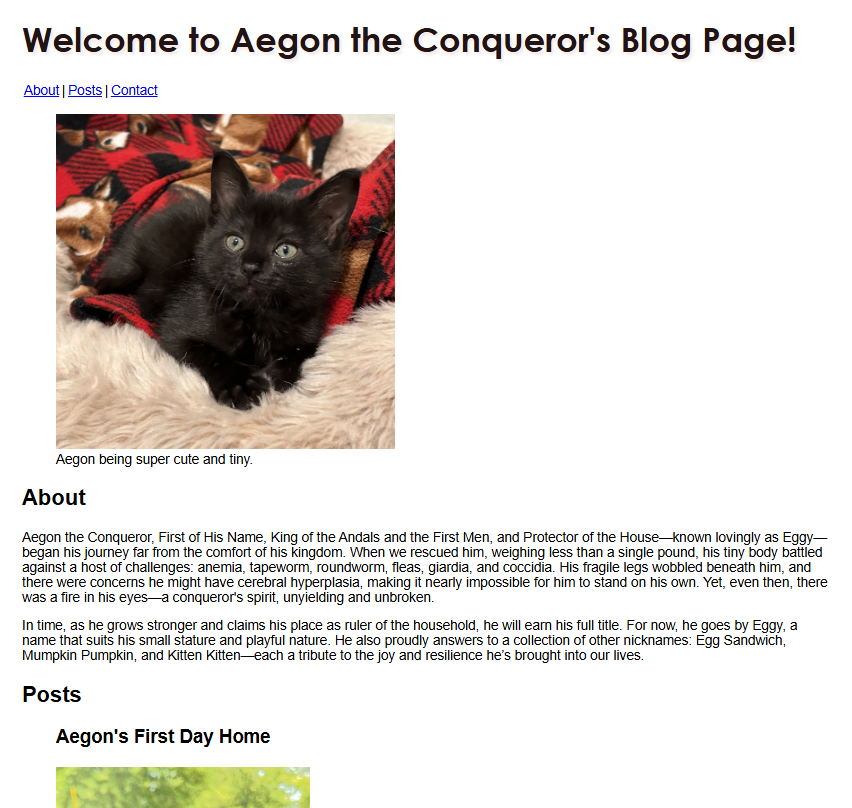 Welcome to Aegon the Conqueror's Blog Page!
About | Posts | Contact
Aegon being super cute and tiny.
About
Aegon the Conqueror, First of His Name, King of the Andals and the First Men, and Protector of the House—known lovingly as Eggy—
began his journey far from the comfort of his kingdom. When we rescued him, weighing less than a single pound, his tiny body battled
against a host of challenges: anemia, tapeworm, roundworm, fleas, giardia, and coccidia. His fragile legs wobbled beneath him, and
there were concerns he might have cerebral hyperplasia, making it nearly impossible for him to stand on his own. Yet, even then, there
was a fire in his eyes—a conqueror's spirit, unyielding and unbroken.
In time, as he grows stronger and claims his place as ruler of the household, he will earn his full title. For now, he goes by Eggy, a
name that suits his small stature and playful nature. He also proudly answers to a collection of other nicknames: Egg Sandwich,
Mumpkin Pumpkin, and Kitten Kitten—each a tribute to the joy and resilience he’s brought into our lives.
Posts
Aegon's First Day Home